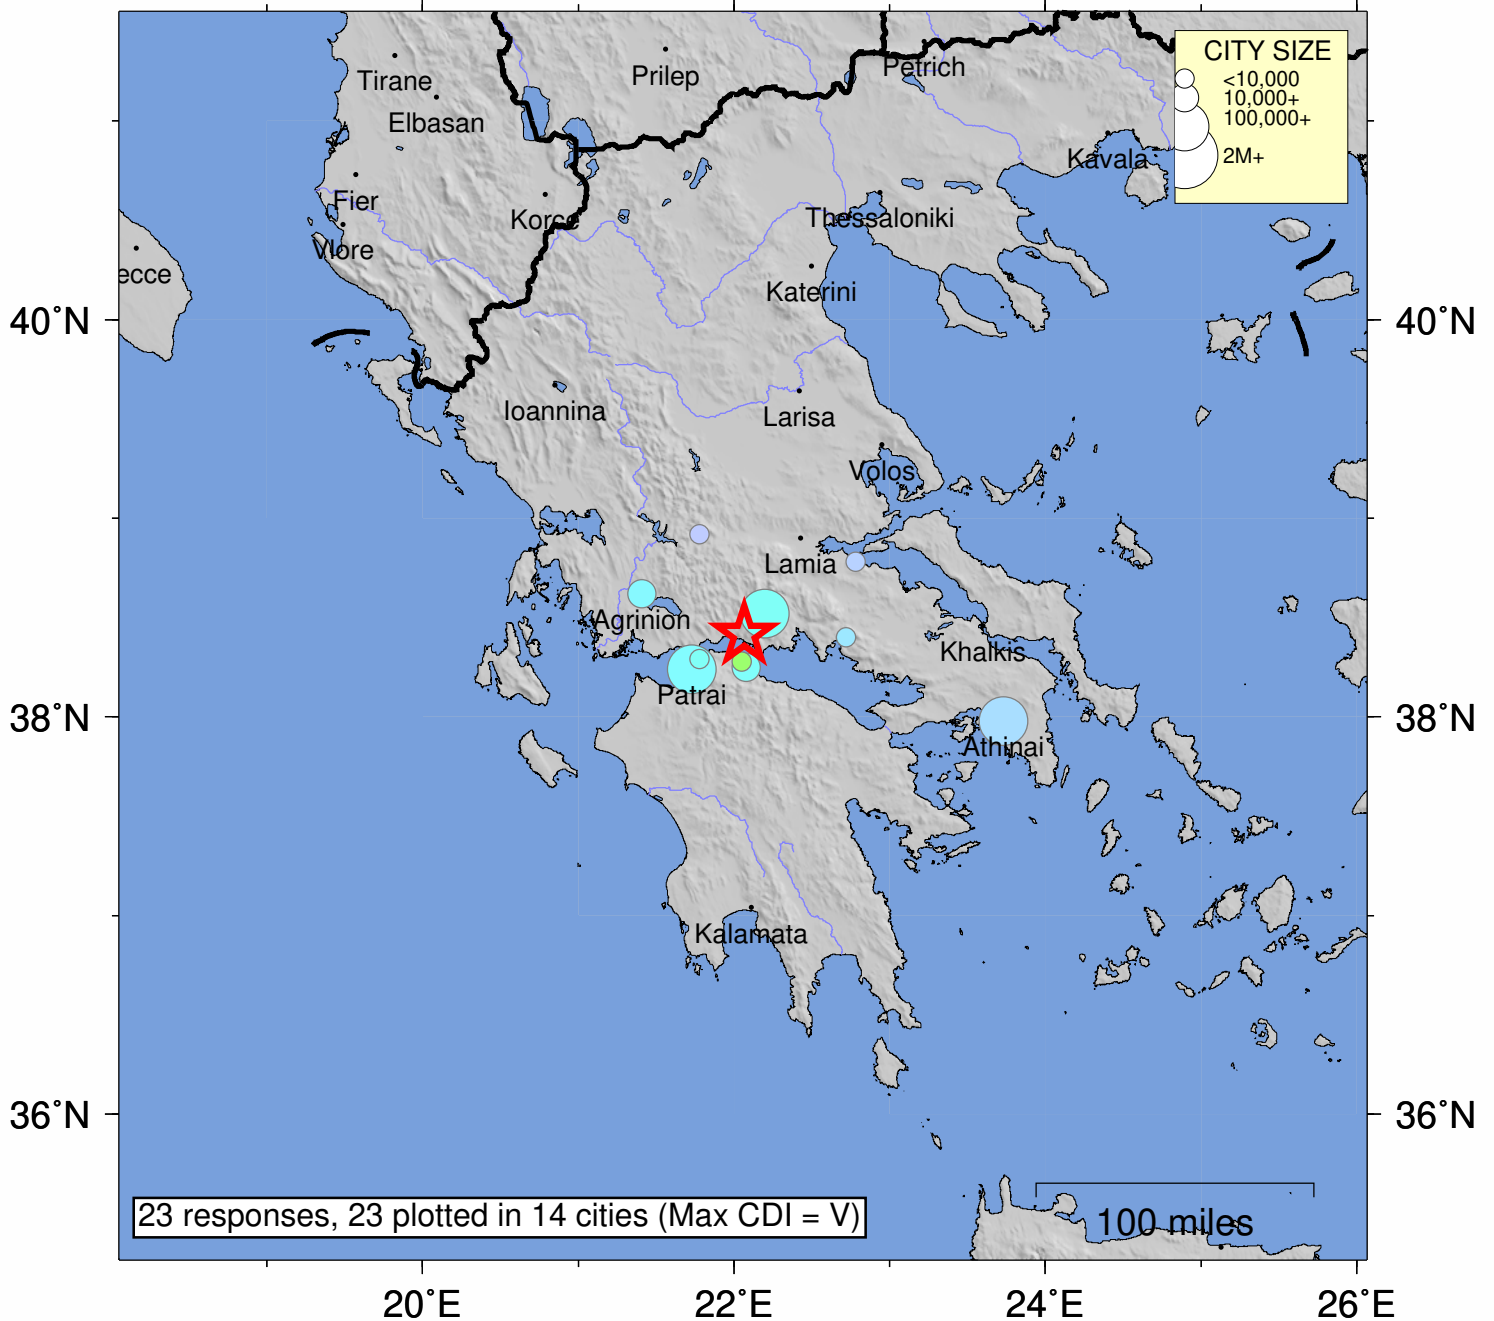 CITY SIZE
<10,000
10,000+
100,000+
2M+
Petrich
Prilep
Tirane
Elbasan
Kavala
Fier
Korce
Thessaloniki
Vlore
ecce
Katerini
40°N
40°N
Ioannina
Larisa
Volos
Lamia
Agrinion
Khalkis
Patrai
38°N
38°N
Athinai
Kalamata
36°N
36°N
23 responses, 23 plotted in 14 cities (Max CDI = V)
100 miles
20°E
22°E
24°E
26°E